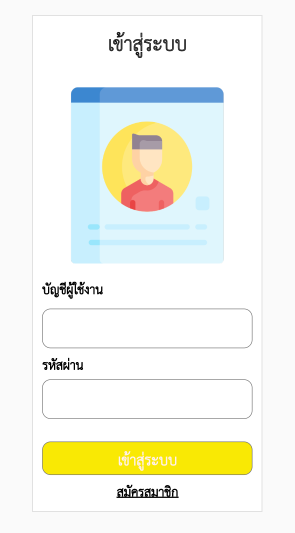 เข้าสู่ระบบ
บัญชีผู้ใช้งาน
รหัสผ่าน
เข้าสู่ระบบ
สมัครสมาชิก